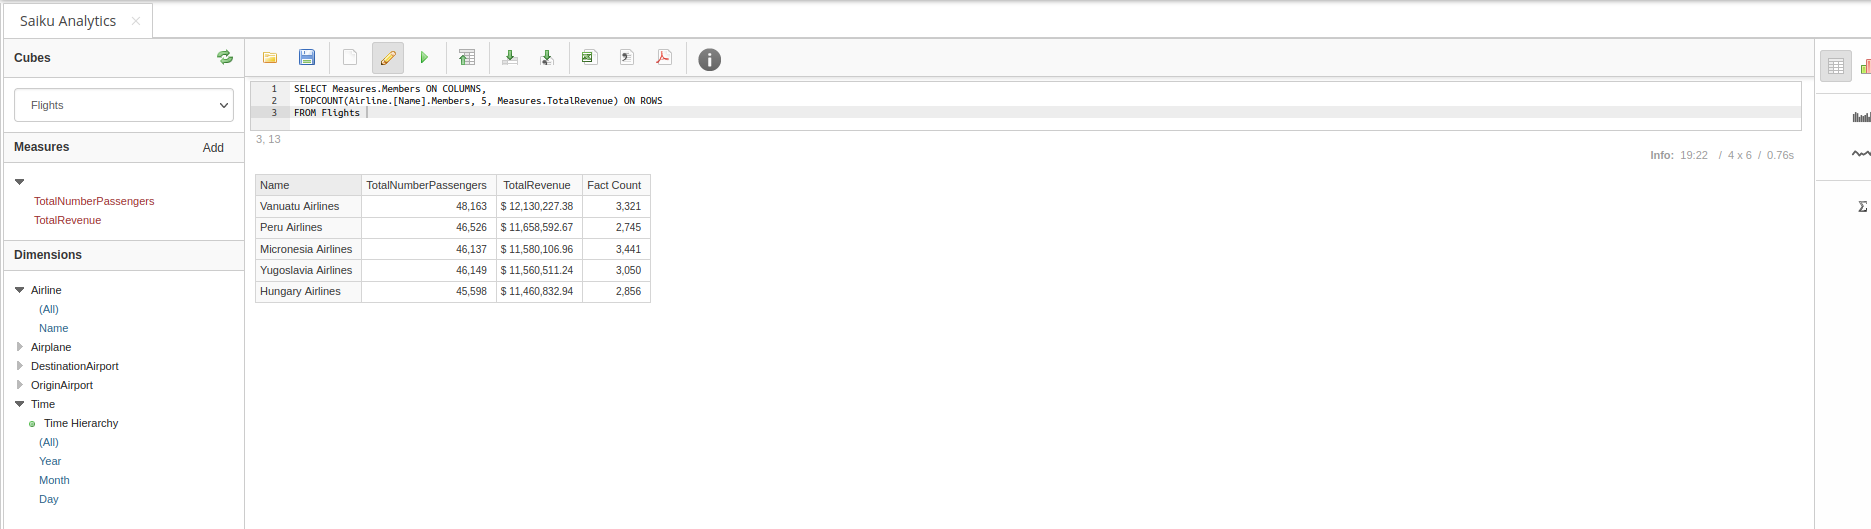 Saiku Analytics
Cubes
Flights
Measures Add
TotalNumberPassengers
TotalRevenue
Dimensions
Airline
(All)
Name
Airplane
DestinationAirport
OriginAirport
Time
Time Hierarchy
(All)
Year
Month
Day
1 SELECT Measures.Members ON COLUMNS,
2 TOPCOUNT(Airline.[Name].Members, 5, Measures.TotalRevenue) ON ROWS
3 FROM Flights
3, 13
Info: 19:22 / 4 x 6 / 0.76s
Name TotalNumberPassengers TotalRevenue Fact Count
Vanuatu Airlines 48,163 $ 12,130,227.38 3,321
Peru Airlines 46,526 $ 11,658,592.67 2,745
Micronesia Airlines 46,137 $ 11,580,106.96 3,441
Yugoslavia Airlines 46,149 $ 11,560,511.24 3,050
Hungary Airlines 45,598 $ 11,460,832.94 2,856
Σ